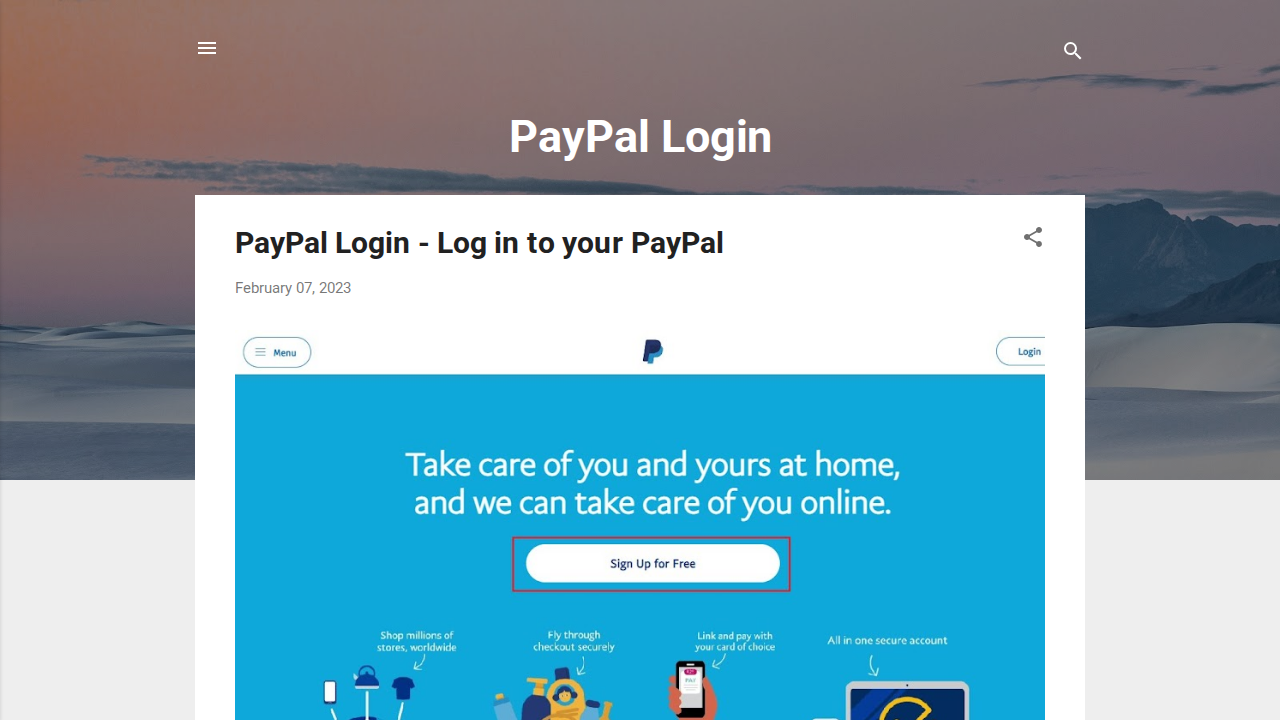 PayPal Login
PayPal Login - Log in to your PayPal
February 07, 2023
Menu
Login
Take care of you and yours at home,
and we can take care of you online.
Sign Up for Free
Shop millions of
stores, worldwide
Fly through
checkout securely
Link and pay with
your card of choice
All in one secure account
PAY